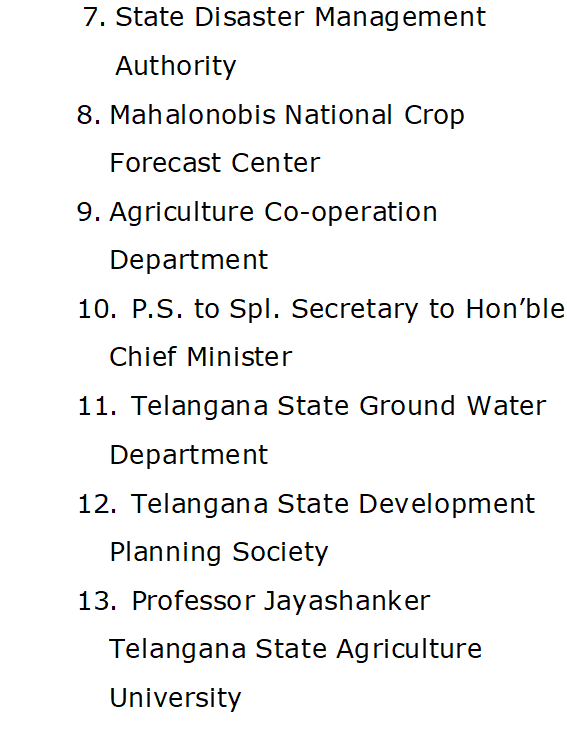 7. State Disaster Management
Authority
8. Mahalonobis National Crop
Forecast Center
9. Agriculture Co-operation
Department
10. P.S. to Spl. Secretary to Hon’ble
Chief Minister
11. Telangana State Ground Water
Department
12. Telangana State Development
Planning Society
13. Professor Jayashanker
Telangana State Agriculture
University